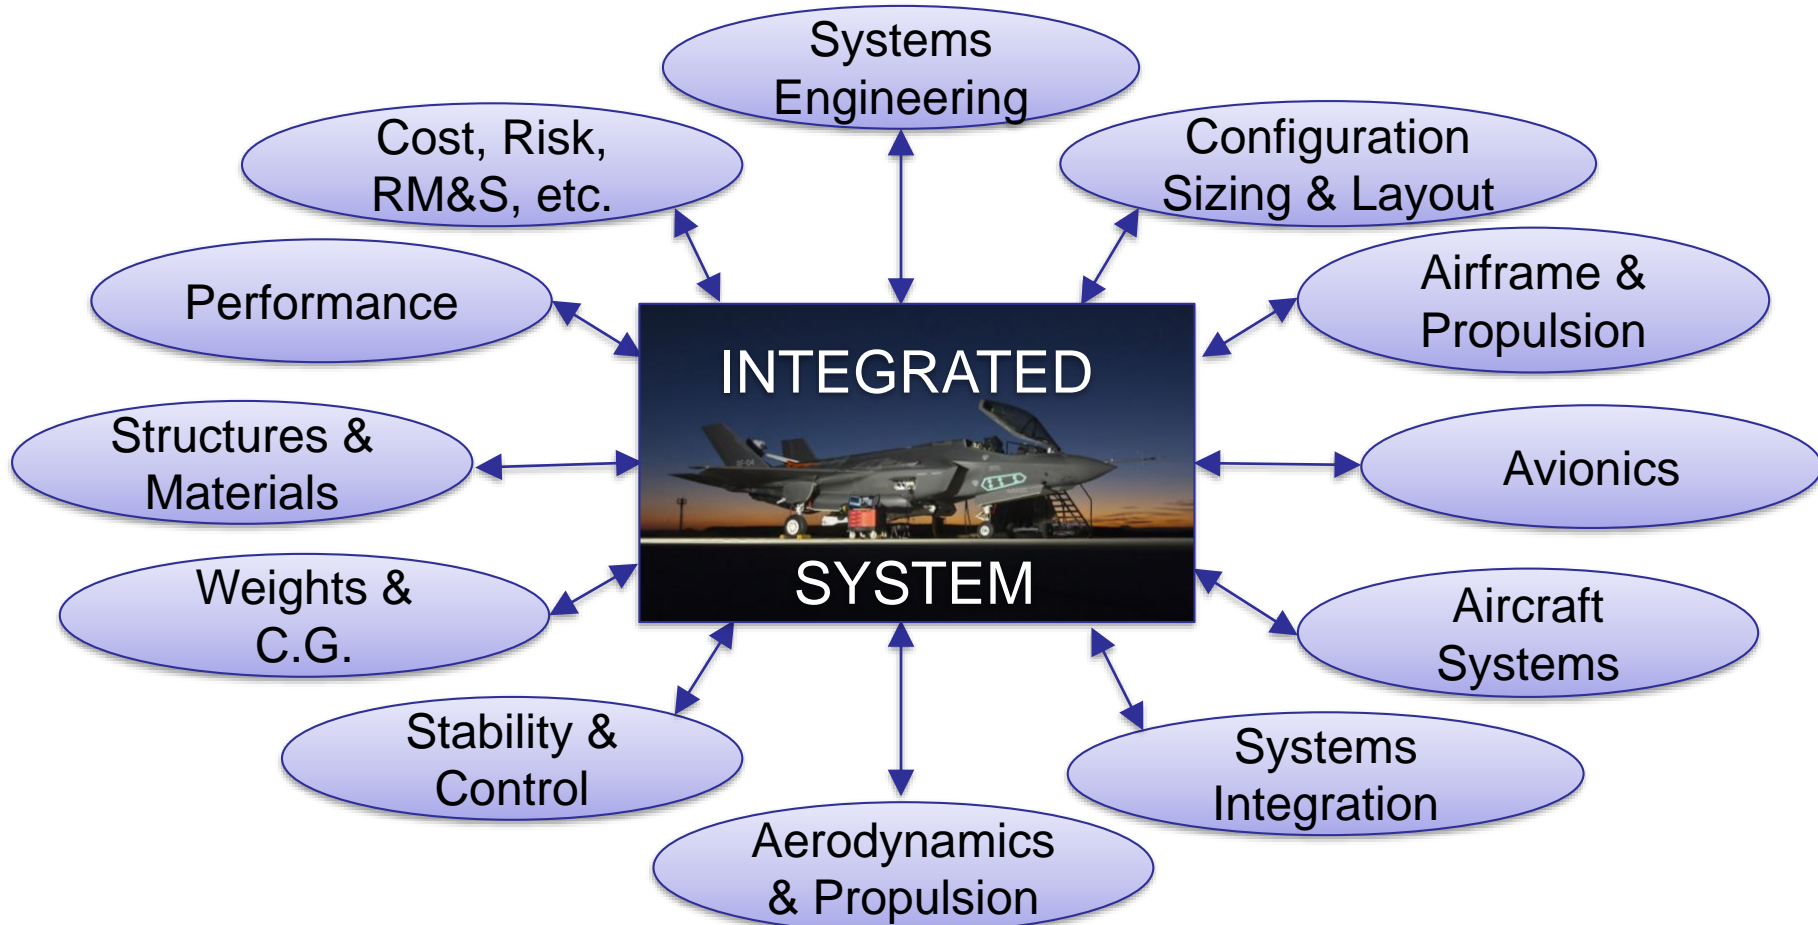 Systems
Engineering
Cost, Risk,
RM&S, etc.
Configuration
Sizing & Layout
Performance
Airframe &
Propulsion
INTEGRATED
Structures &
Materials
Avionics
SYSTEM
Weights &
C.G.
Aircraft
Systems
Stability &
Control
Systems
Integration
Aerodynamics
& Propulsion